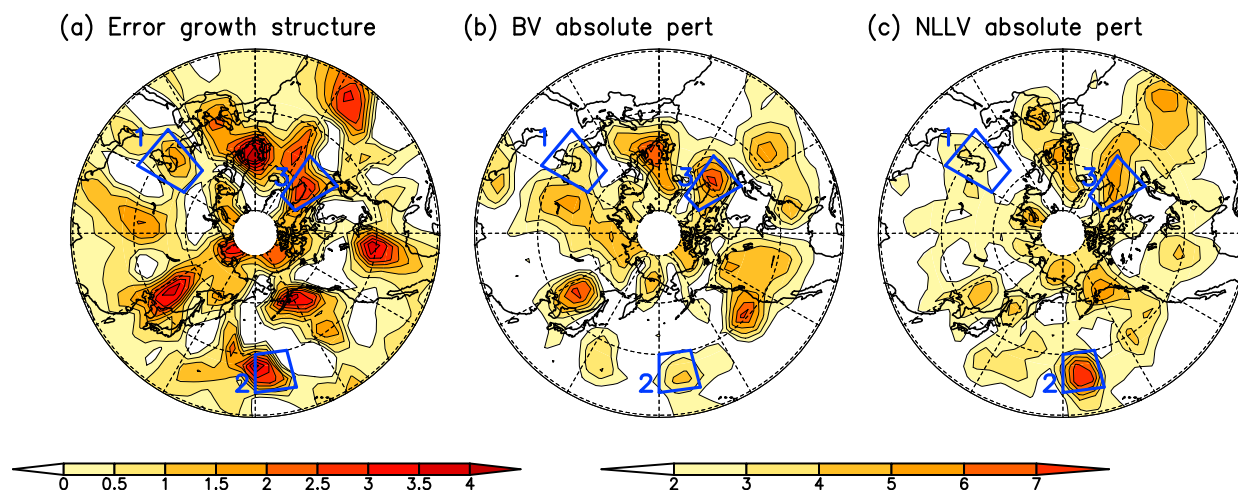 (a) Error growth structure
(b) BV absolute pert
(c) NLLV absolute pert
1
3
2
1
3
2
1
3
2
0 0.5 1 1.5 2 2.5 3 3.5 4
2 3 4 5 6 7